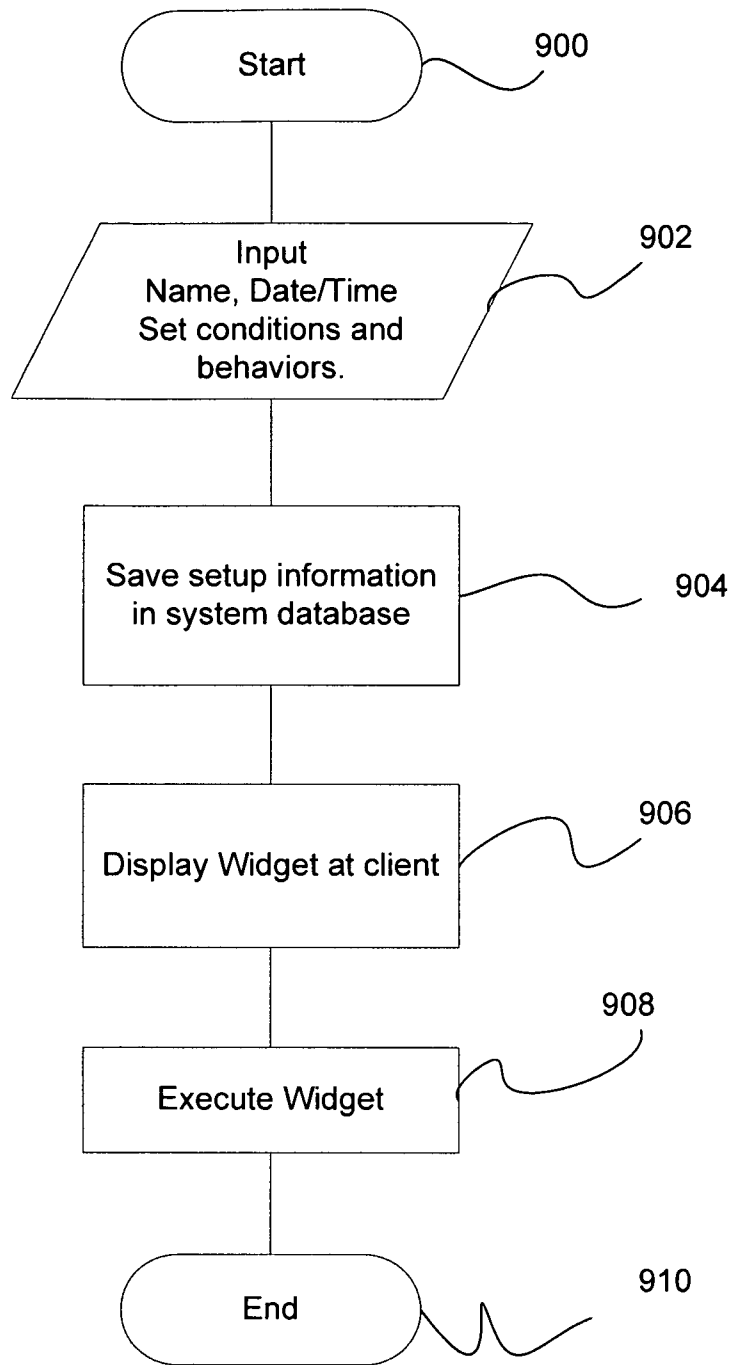 Start
900
Input
Name, Date/Time
Set conditions and
behaviors.
902
Save setup information
in system database
904
Display Widget at client
906
Execute Widget
908
End
910